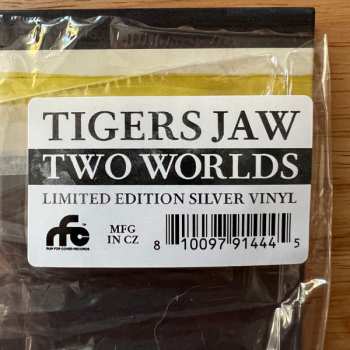 TIGERS JAW
TWO WORLDS
LIMITED EDITION SILVER VINYL
rfc
RUN FOR COVER RECORDS
MFG
IN CZ
8 10097 91444 5